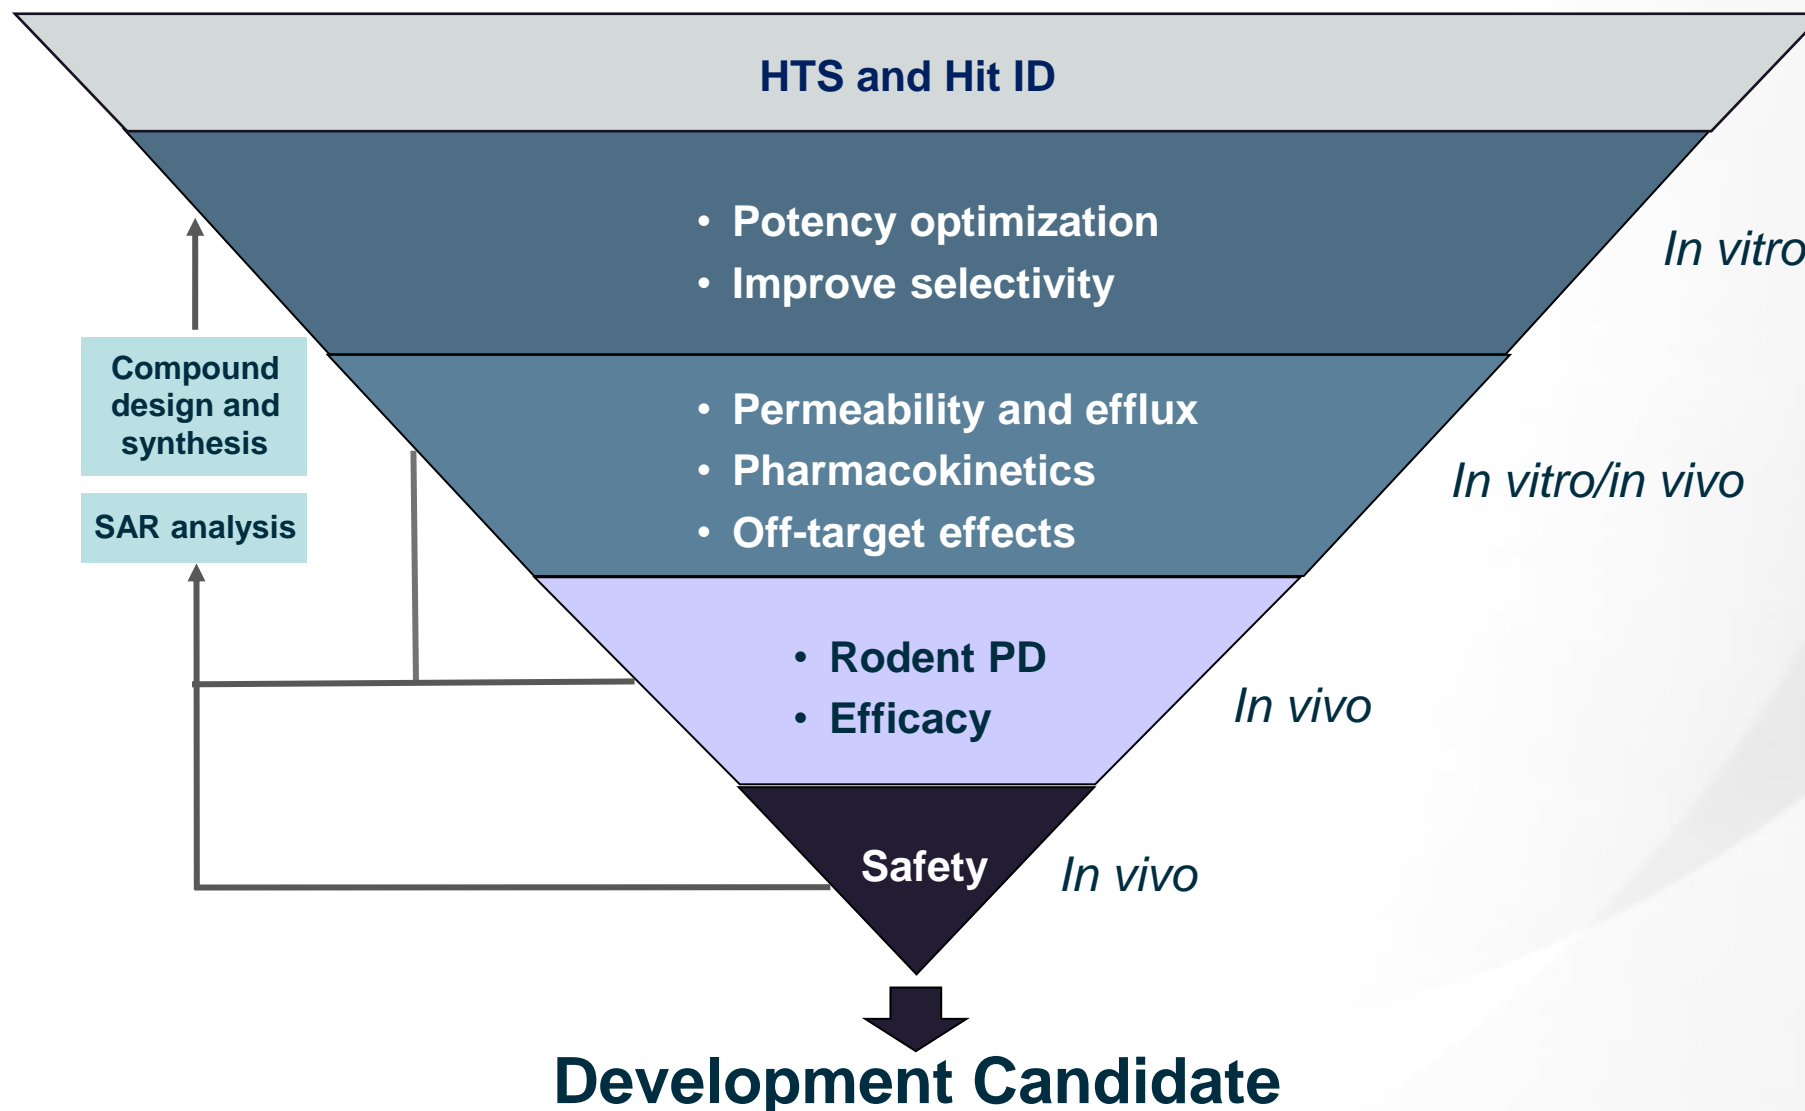 HTS and Hit ID
• Potency optimization
• Improve selectivity
In vitro
Compound
design and
synthesis
SAR analysis
• Permeability and efflux
• Pharmacokinetics
• Off-target effects
In vitro/in vivo
• Rodent PD
• Efficacy
In vivo
Safety
In vivo
Development Candidate